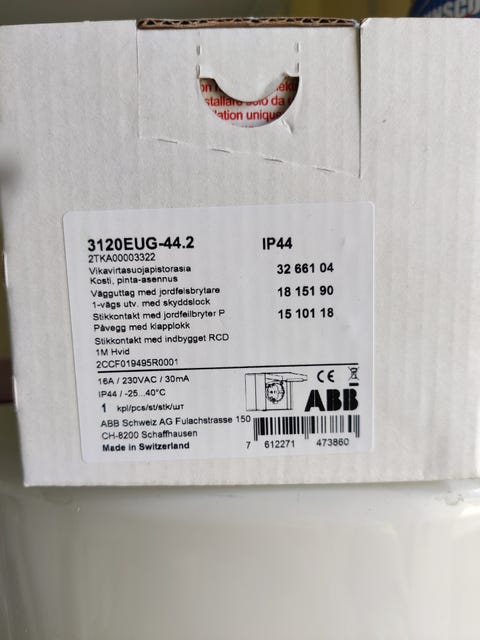 stallare solo da
lation unique
3120EUG-44.2 IP44
2TKA00003322
Vikavirtasuojapistorasia 32 661 04
Kosti, pinta-asennus
Vägguttag med jordfelsbrytare 18 151 90
1-vägs utv. med skyddslock
Stikkontakt med jordfeilbryter P 15 101 18
Påvegg med klapplokk
Stikkontakt med indbygget RCD
1M Hvid
2CCF019495R0001
16A / 230VAC / 30mA
IP44 / -25...40°C
CE
ABB
1 kpl/pcs/st/stk/шт
ABB Schweiz AG Fulachstrasse 150
CH-8200 Schaffhausen
Made in Switzerland
7 612271 473860